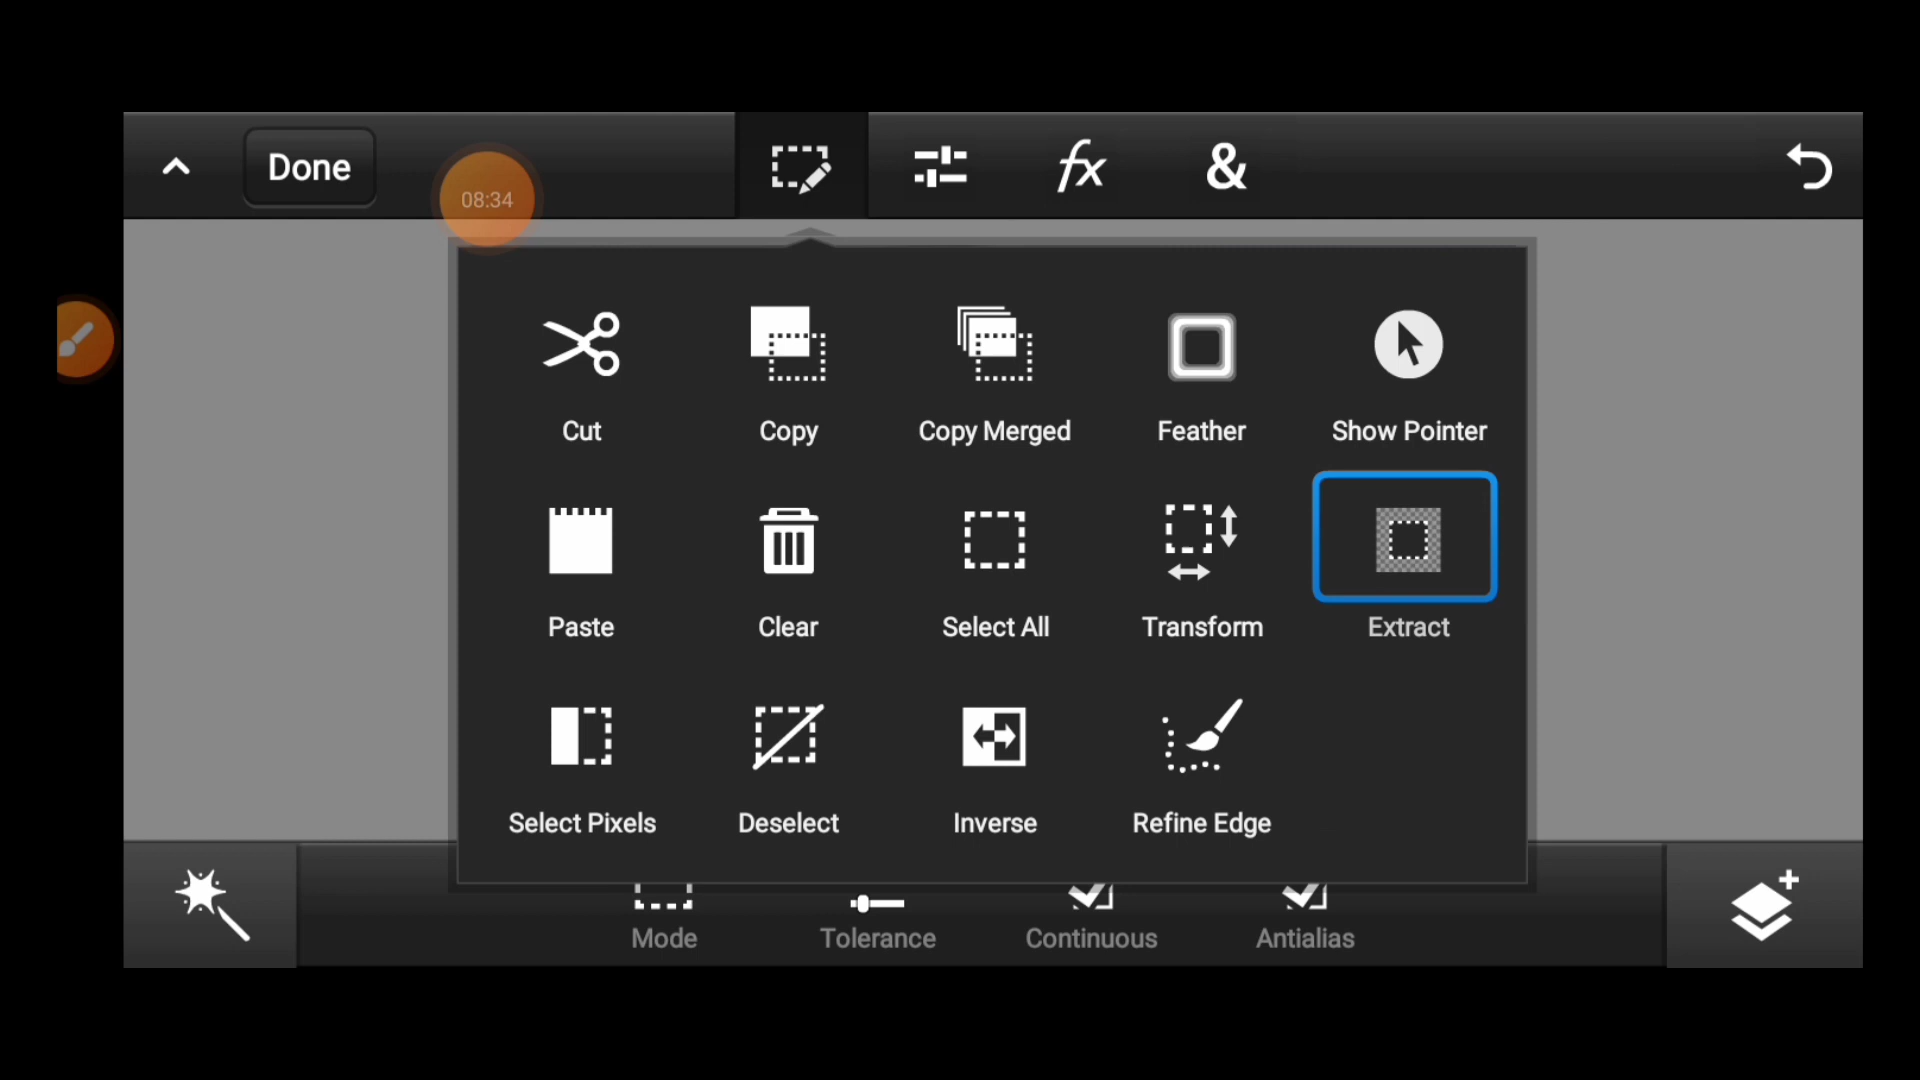 Done
08:34
fx
&
Cut
Copy
Copy Merged
Feather
Show Pointer
Paste
Clear
Select All
Transform
Extract
Select Pixels
Deselect
Inverse
Refine Edge
Mode
Tolerance
Continuous
Antialias